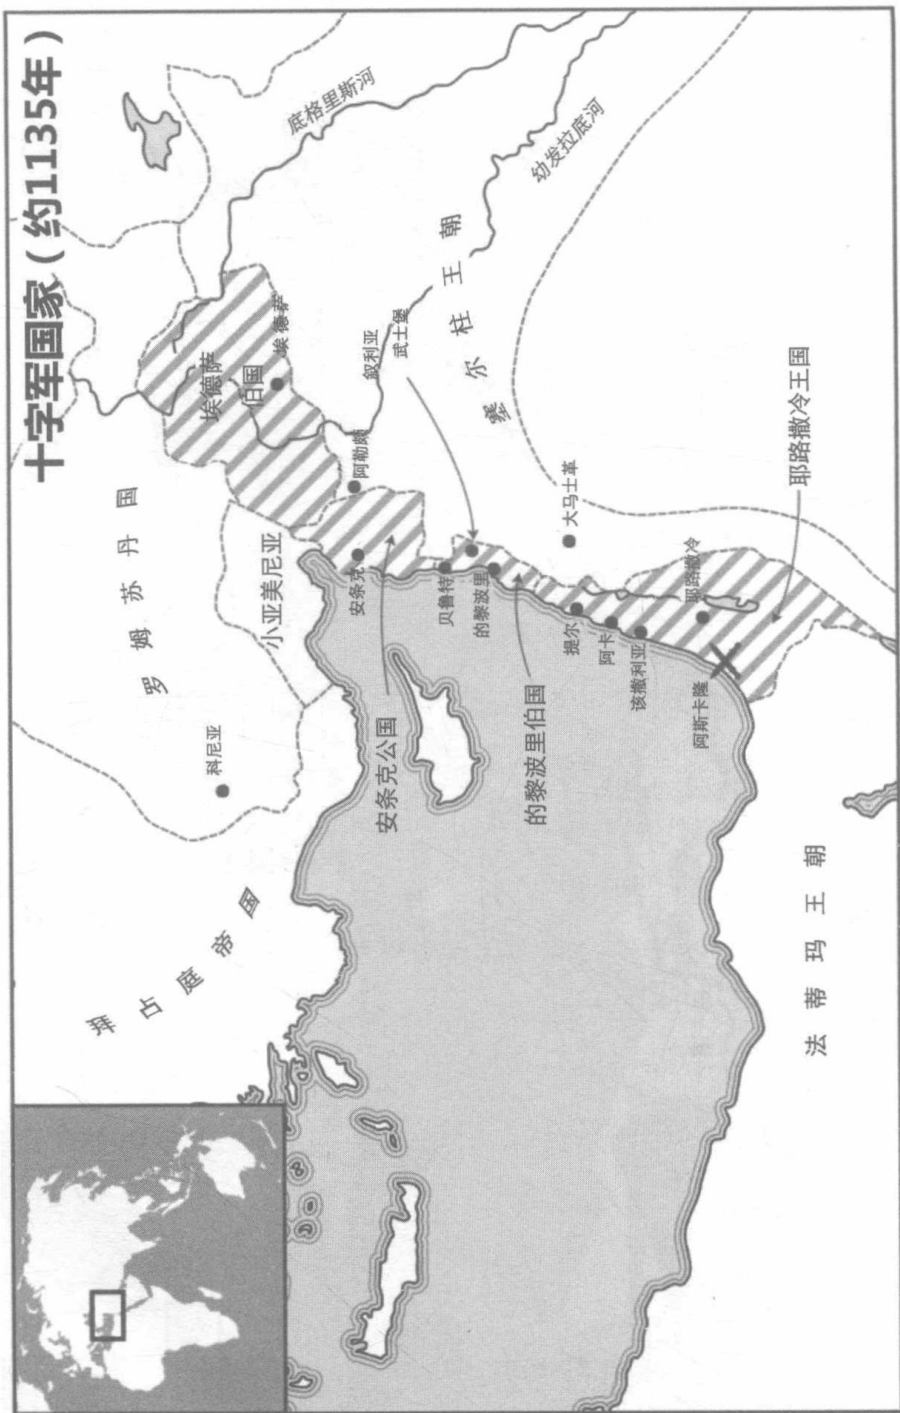 十字军国家（约1135年）
底格里斯河
幼发拉底河
罗姆苏丹国
埃德萨
伯国
埃德萨
叙利亚
武士堡
塞尔柱王朝
小亚美尼亚
阿勒颇
安条克
科尼亚
安条克公国
贝鲁特
的黎波里
的黎波里伯国
大马士革
提尔
阿卡
该撒利亚
耶路撒冷
阿斯卡隆
耶路撒冷王国
拜占庭帝国
法蒂玛王朝